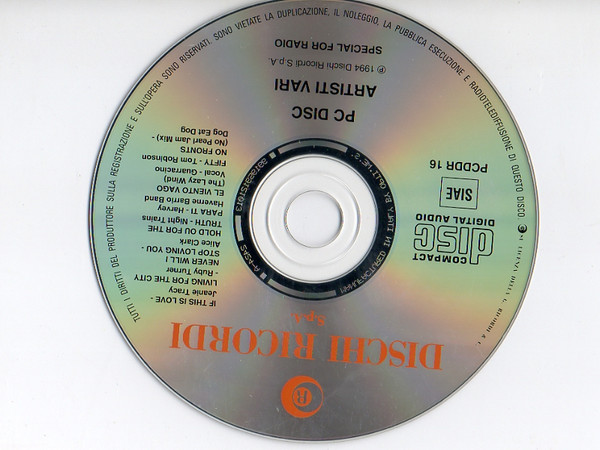 DISCHI RICORDI
S.p.A.
COMPACT
disc
DIGITAL AUDIO
SIAE
PCDDR 16
IF THIS IS LOVE -
Jeanie Tracy
LIVING FOR THE CITY
- Ruby Turner
NEVER WILL I
STOP LOVING YOU -
Alice Clark
HOLD OU FOR THE
TRUTH - Night Trains
PARA - TI - Harvey
Havenne Barris Band
EL VIENTO VAGO
(The Lazy Wind)
Vocal - Guarancino
FIFTY - Tom Robinson
NO FRONTS
(No Pearl Jam Mix) -
Dog Eat Dog
PC DISC
ARTISTI VARI
℗ 1994 Dischi Ricordi S.p.A.
SPECIAL FOR RADIO
TUTTI I DIRITTI DEL PRODUTTORE SULLA REGISTRAZIONE E SULL'OPERA SONO RISERVATI. SONO VIETATE LA DUPLICAZIONE, IL NOLEGGIO, LA PUBBLICA ESECUZIONE E RADIOTELEDIFFUSIONE DI QUESTO DISCO